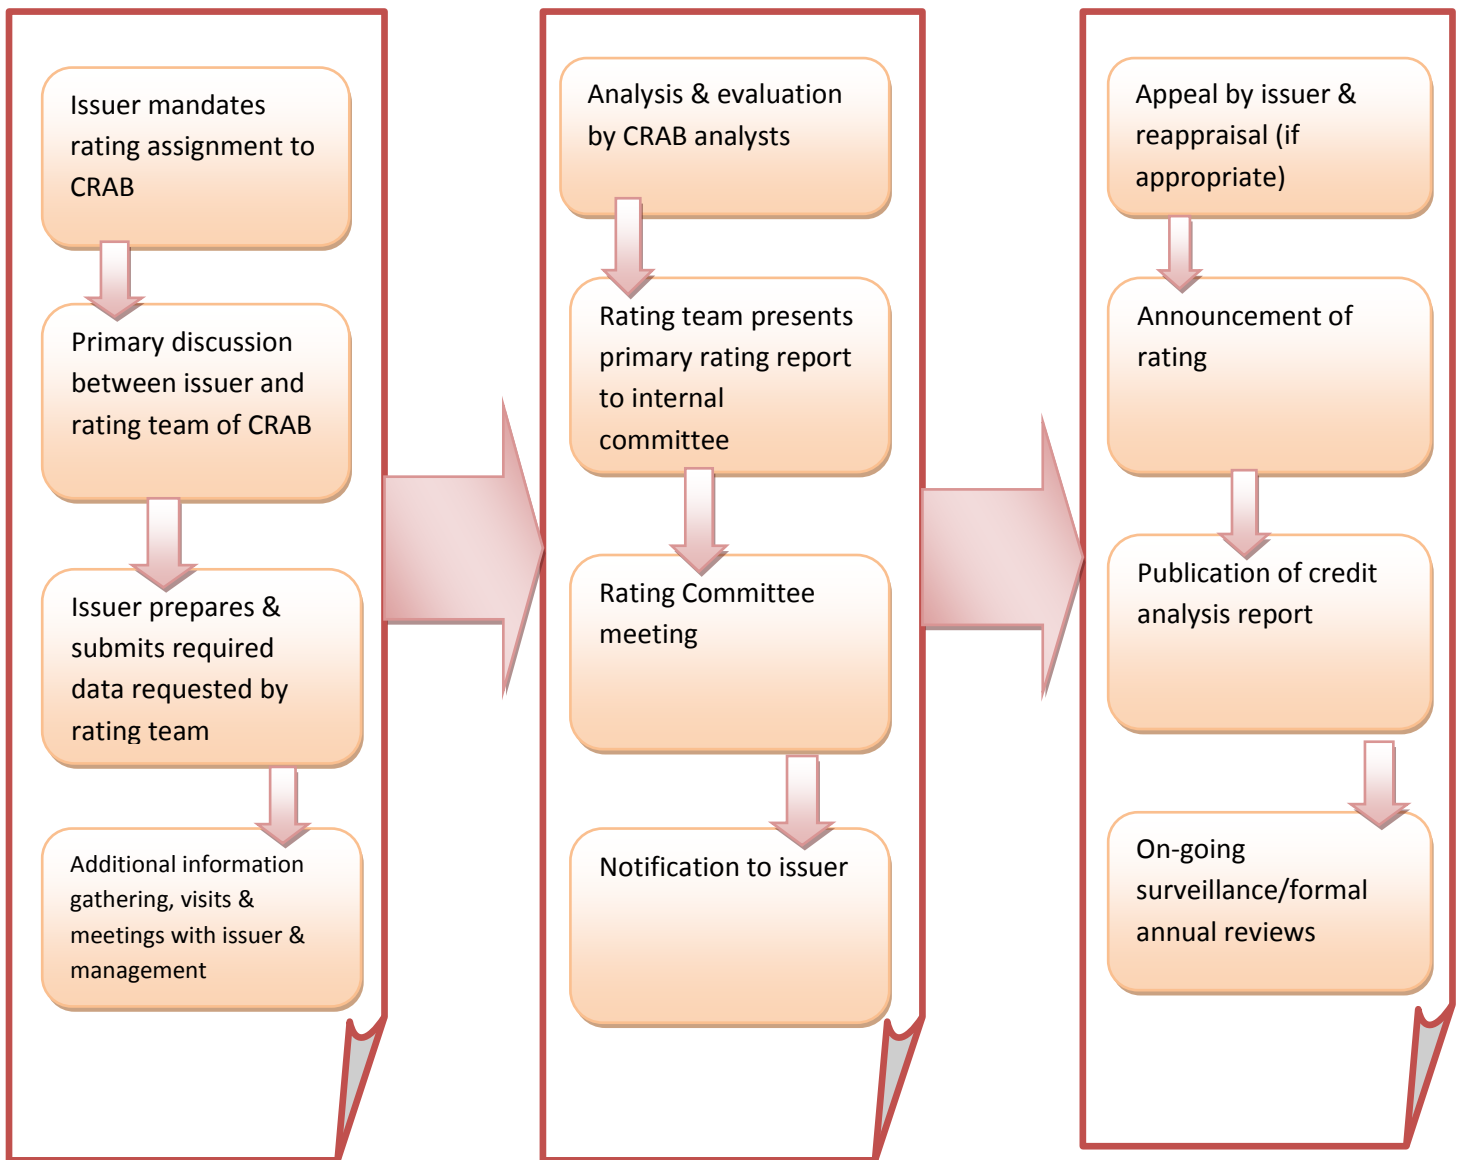 Issuer mandates
rating assignment to
CRAB
Primary discussion
between issuer and
rating team of CRAB
Issuer prepares &
submits required
data requested by
rating team
Additional information
gathering, visits &
meetings with issuer &
management
Analysis & evaluation
by CRAB analysts
Rating team presents
primary rating report
to internal
committee
Rating Committee
meeting
Notification to issuer
Appeal by issuer &
reappraisal (if
appropriate)
Announcement of
rating
Publication of credit
analysis report
On-going
surveillance/formal
annual reviews